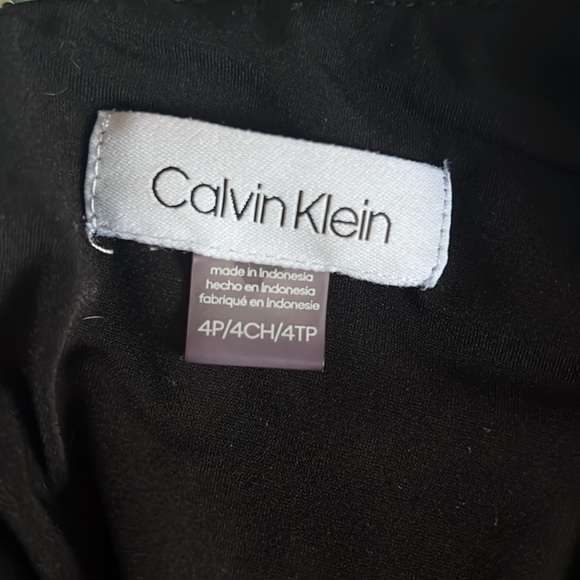 Calvin Klein
made in Indonesia
hecho en Indonesia
fabriqué en Indonesie
4P/4CH/4TP